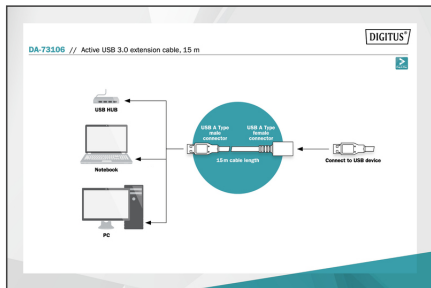 DIGITUS®
DA-73106 // Active USB 3.0 extension cable, 15 m
USB HUB
USB A Type
male
connector
USB A Type
female
connector
15 m cable length
Connect to USB device
Notebook
PC